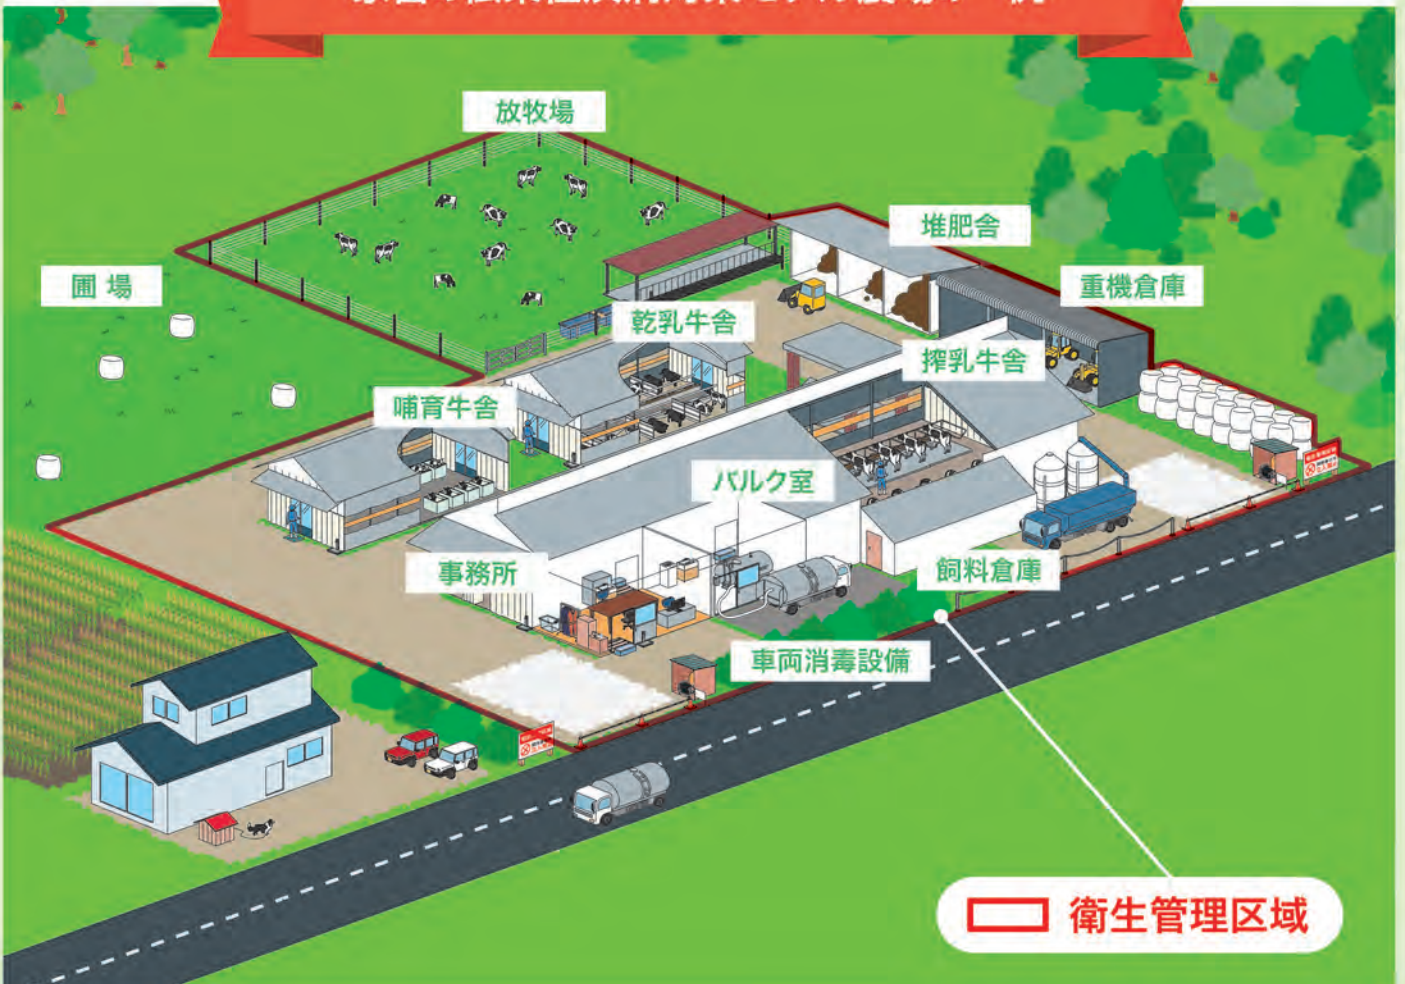 放牧場
堆肥舎
圃場
重機倉庫
乾乳牛舎
搾乳牛舎
哺育牛舎
バルク室
事務所
飼料倉庫
車両消毒設備
衛生管理区域